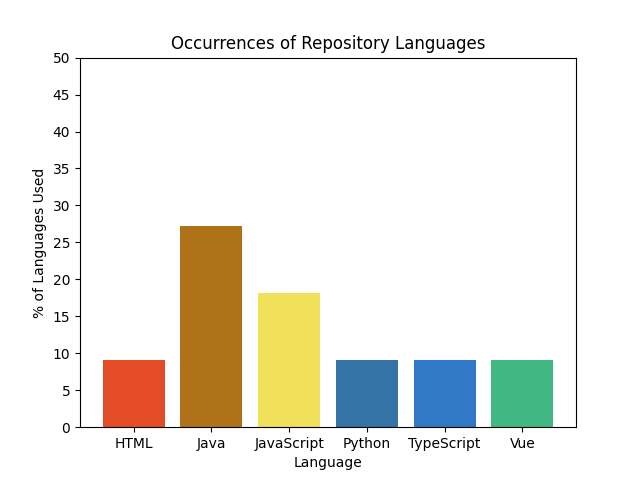 Occurrences of Repository Languages
% of Languages Used
50
45
40
35
30
25
20
15
10
5
0
HTML Java JavaScript Python TypeScript Vue
Language